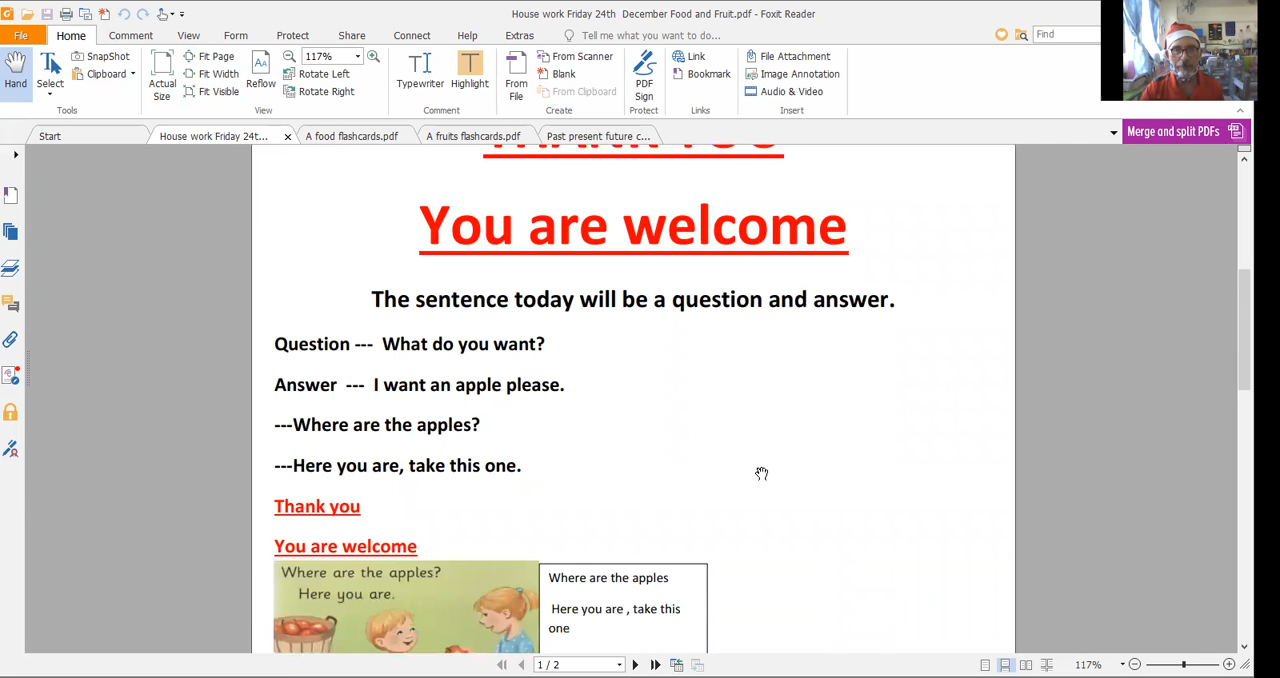 House work Friday 24th December Food and Fruit.pdf - Foxit Reader
File Home Comment View Form Protect Share Connect Help Extras Tell me what you want to do... Find
Hand
Select
SnapShot
Clipboard
Tools
Actual Size
Fit Page
Fit Width
Fit Visible
Reflow
117%
Rotate Left
Rotate Right
View
Typewriter
Highlight
Comment
From File
From Scanner
Blank
From Clipboard
Create
PDF Sign
Protect
Link
Bookmark
Links
File Attachment
Image Annotation
Audio & Video
Insert
Start House work Friday 24t... A food flashcards.pdf A fruits flashcards.pdf Past present future c... Merge and split PDFs
THANK YOU
You are welcome
The sentence today will be a question and answer.
Question --- What do you want?
Answer --- I want an apple please.
---Where are the apples?
---Here you are, take this one.
Thank you
You are welcome
Where are the apples?
Here you are.
Where are the apples
Here you are , take this
one
1 / 2
117%